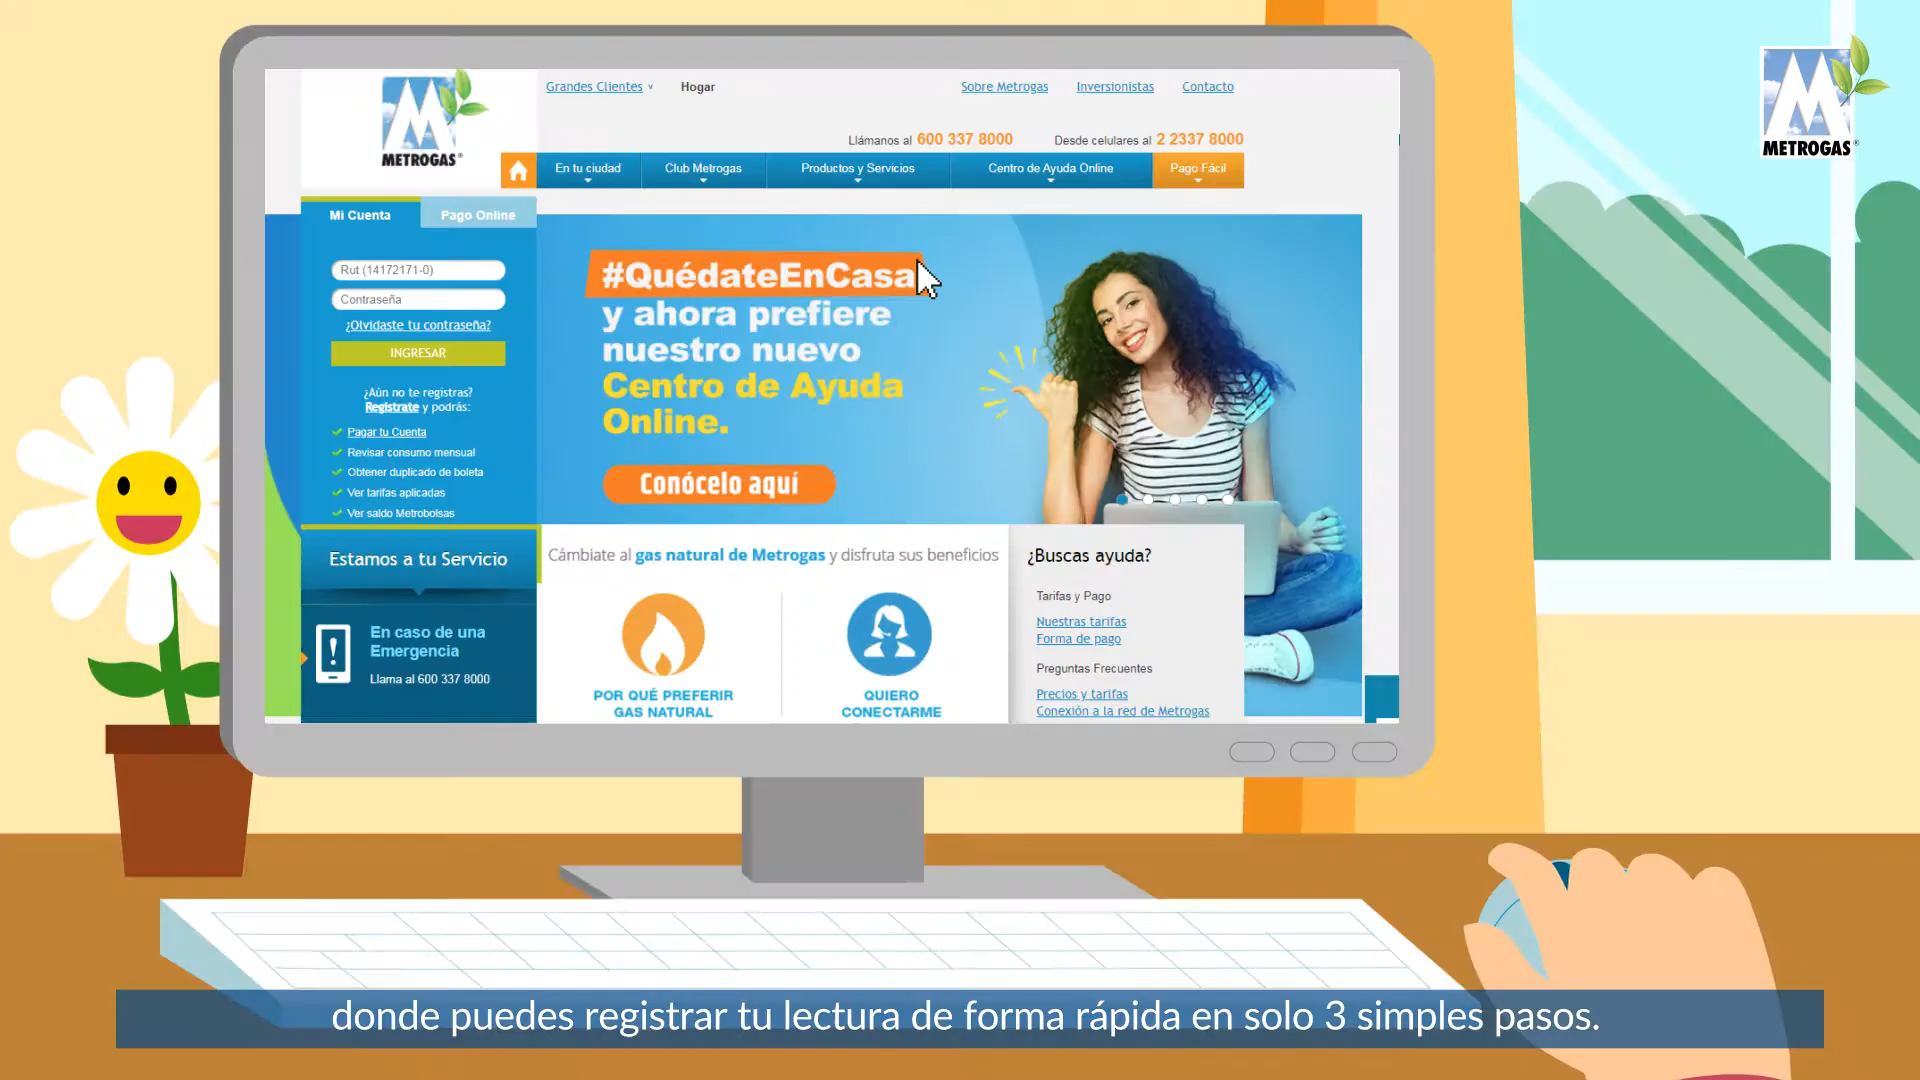 METROGAS
Grandes Clientes
Hogar
Sobre Metrogas
Inversionistas
Contacto
Llámanos al 600 337 8000
Desde celulares al 2 2337 8000
En tu ciudad
Club Metrogas
Productos y Servicios
Centro de Ayuda Online
Pago Fácil
Mi Cuenta
Pago Online
Rut (14172171-0)
Contraseña
¿Olvidaste tu contraseña?
INGRESAR
¿Aún no te registras?
Registrate y podrás:
Pagar tu Cuenta
Revisar consumo mensual
Obtener duplicado de boleta
Ver tarifas aplicadas
Ver saldo Metrobolsas
#QuédateEnCasa
y ahora prefiere
nuestro nuevo
Centro de Ayuda
Online.
Conócelo aquí
Estamos a tu Servicio
En caso de una
Emergencia
Llama al 600 337 8000
Cámbiate al gas natural de Metrogas y disfruta sus beneficios
POR QUÉ PREFERIR
GAS NATURAL
QUIERO
CONECTARME
¿Buscas ayuda?
Tarifas y Pago
Nuestras tarifas
Forma de pago
Preguntas Frecuentes
Precios y tarifas
Conexión a la red de Metrogas
METROGAS
donde puedes registrar tu lectura de forma rápida en solo 3 simples pasos.